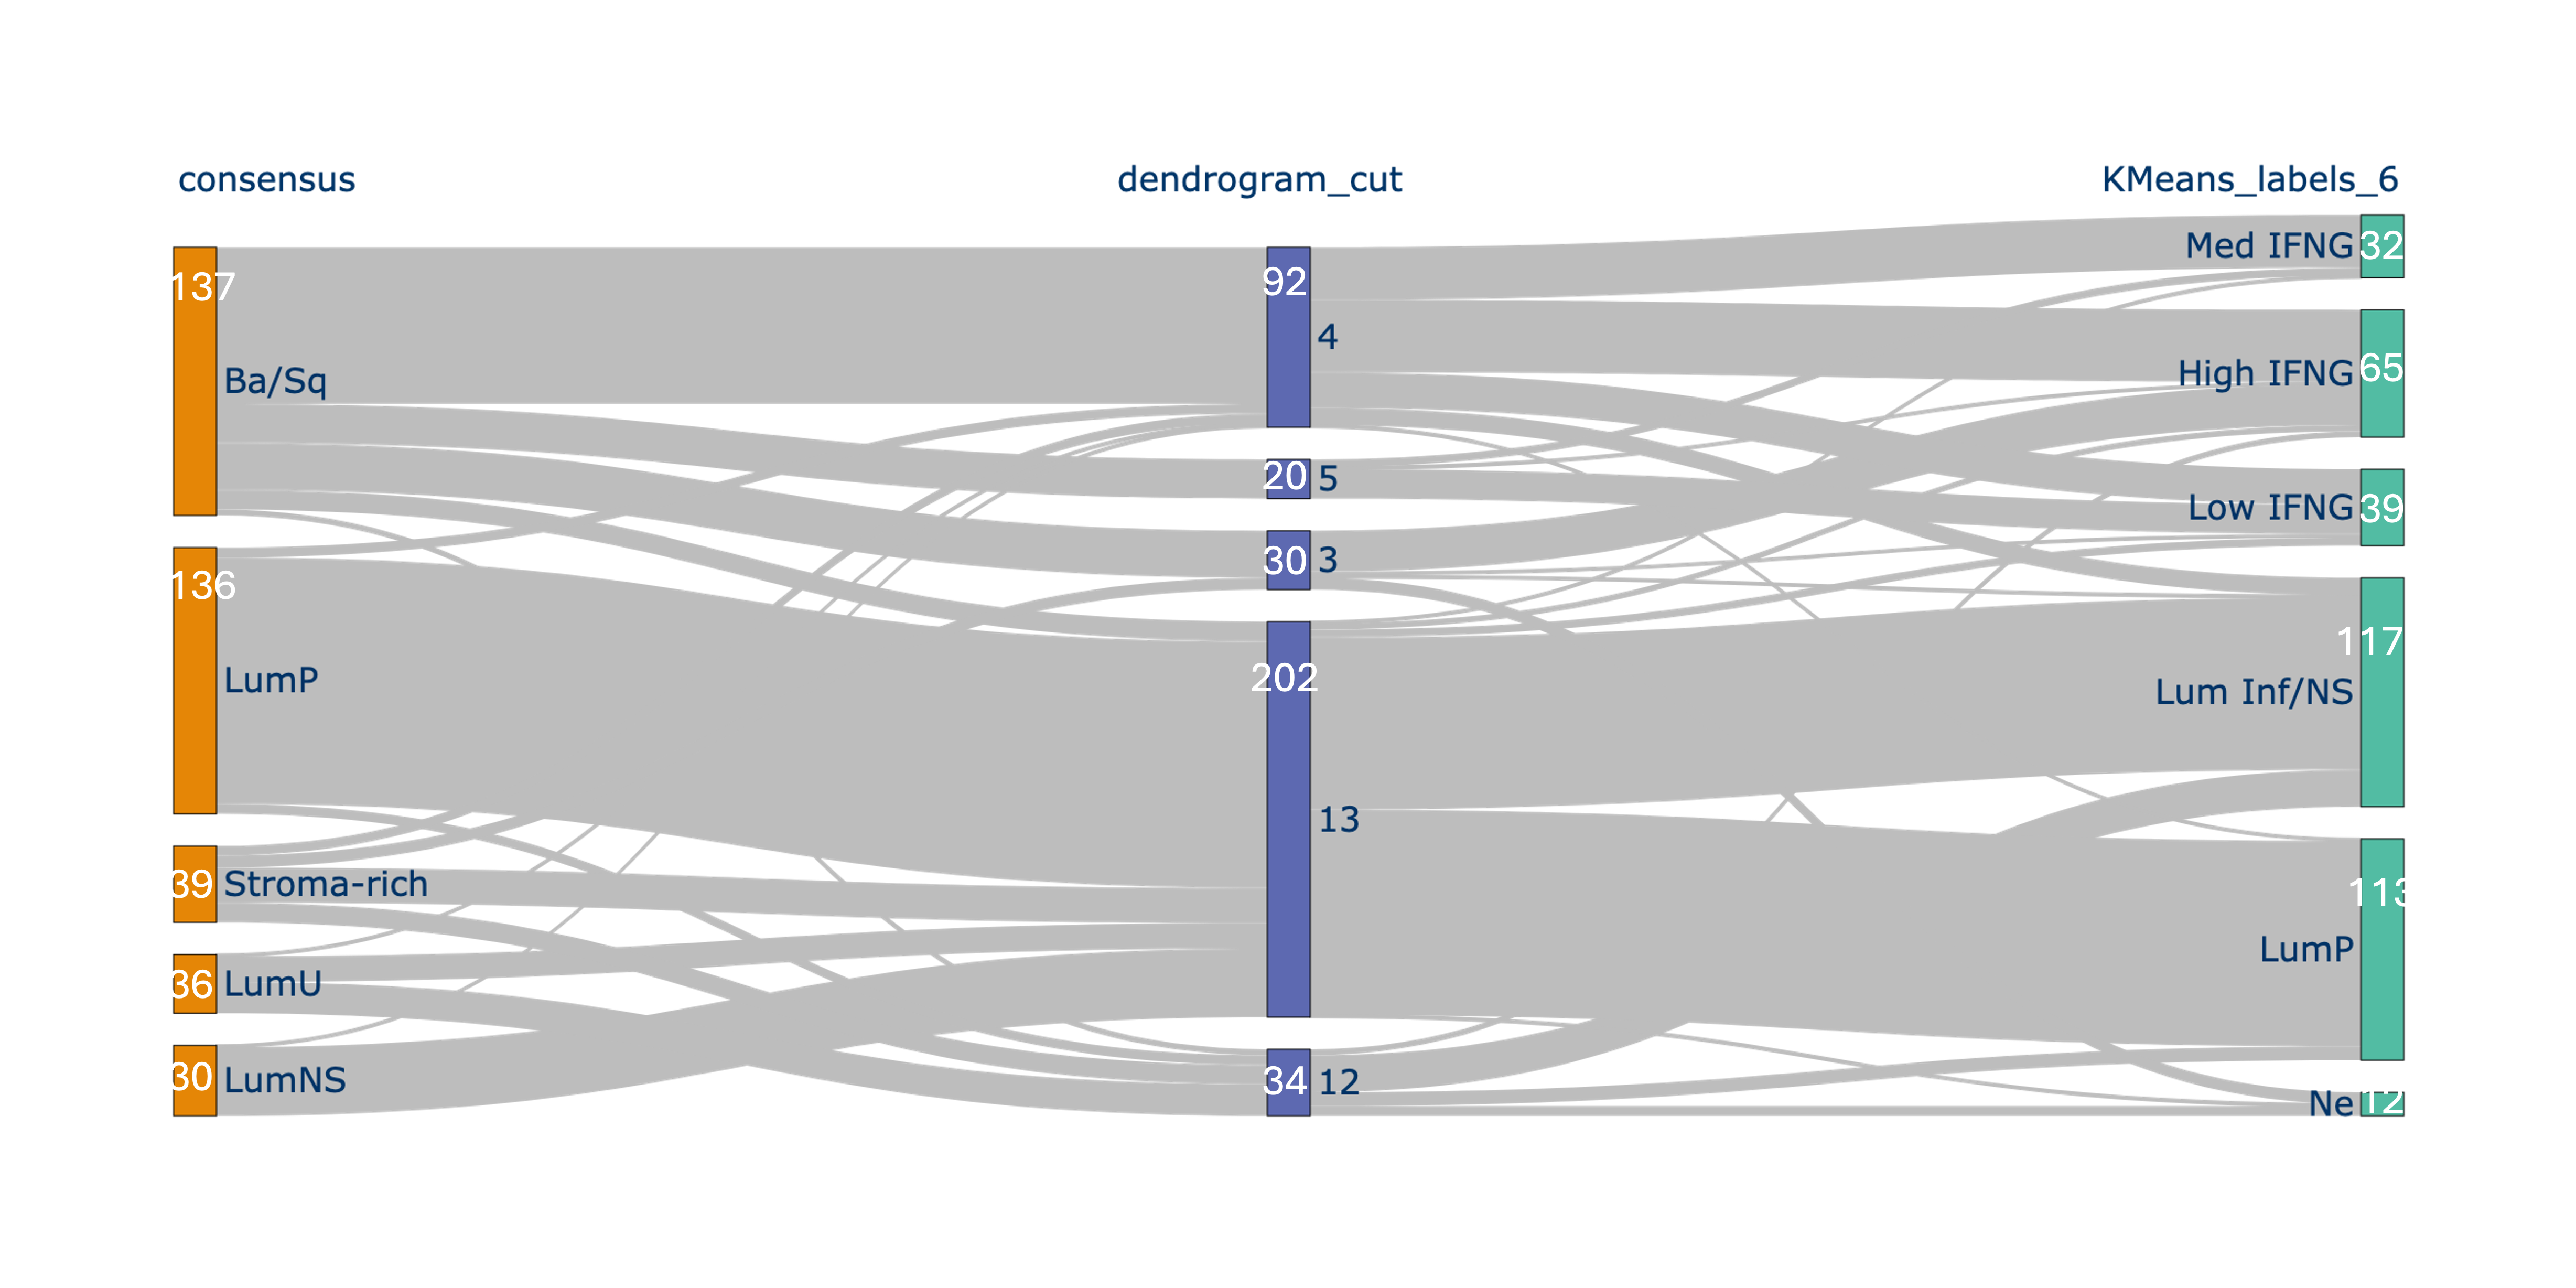 consensus
dendrogram_cut
KMeans_labels_6
137
Ba/Sq
136
LumP
39
Stroma-rich
36
LumU
30
LumNS
92
4
20
5
30
3
202
13
34
12
Med IFNG
32
High IFNG
65
Low IFNG
39
117
Lum Inf/NS
113
LumP
Ne
12